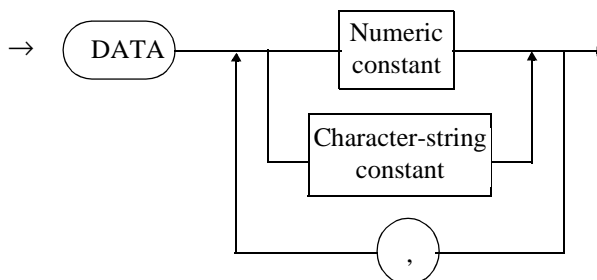 → DATA
Numeric
constant
Character-string
constant
,